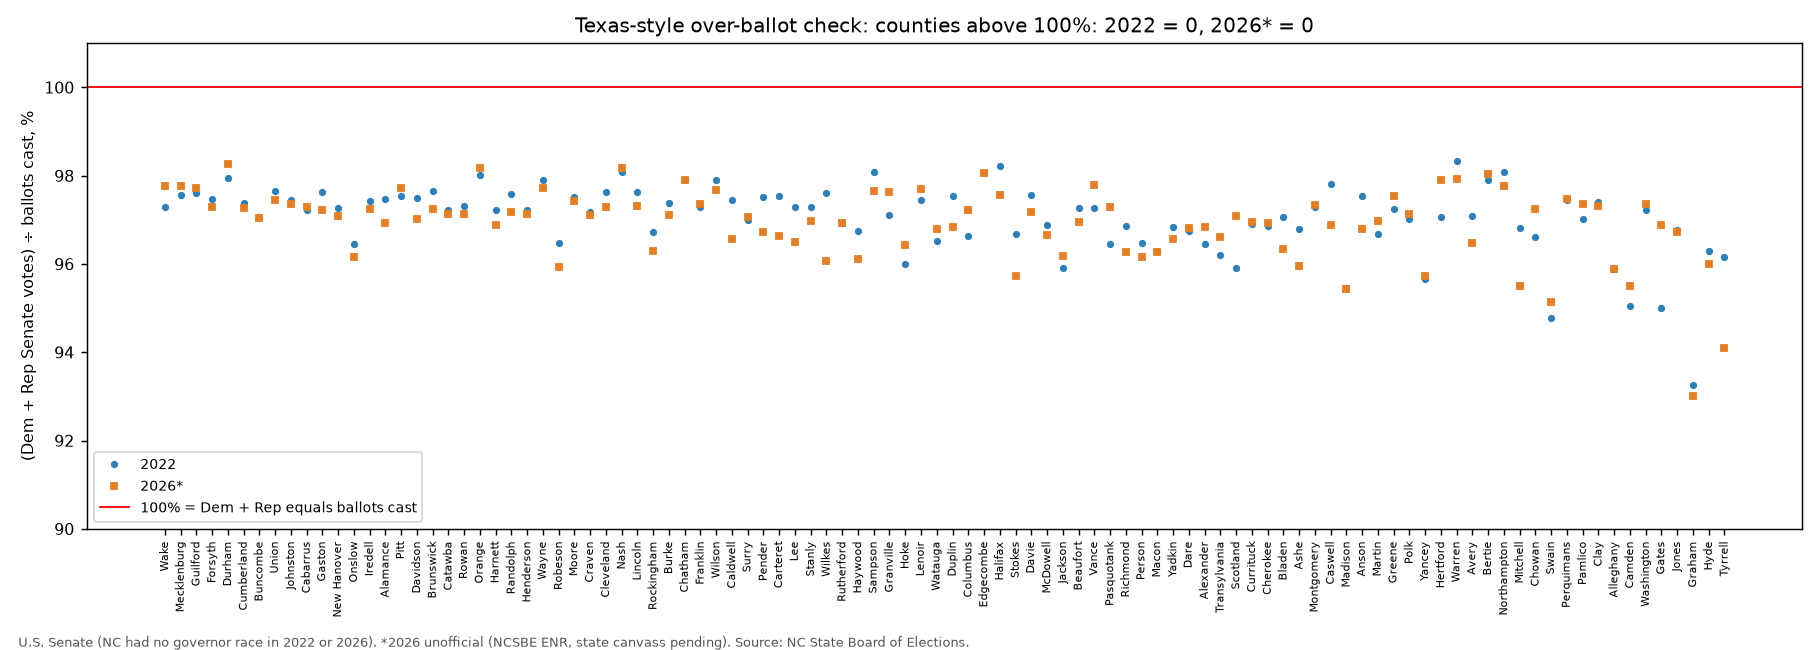 Texas-style over-ballot check: counties above 100%: 2022 = 0, 2026* = 0
(Dem + Rep Senate votes) ÷ ballots cast, %
100
98
96
94
92
90
2022
2026*
100% = Dem + Rep equals ballots cast
Wake
Mecklenburg
Guilford
Forsyth
Durham
Cumberland
Buncombe
Union
Johnston
Cabarrus
Gaston
New Hanover
Onslow
Iredell
Alamance
Pitt
Davidson
Brunswick
Catawba
Rowan
Orange
Harnett
Randolph
Henderson
Wayne
Robeson
Moore
Craven
Cleveland
Nash
Lincoln
Rockingham
Burke
Chatham
Franklin
Wilson
Caldwell
Surry
Pender
Carteret
Lee
Stanly
Wilkes
Rutherford
Haywood
Sampson
Granville
Hoke
Lenoir
Watauga
Duplin
Columbus
Edgecombe
Halifax
Stokes
Davie
McDowell
Jackson
Beaufort
Vance
Pasquotank
Richmond
Person
Macon
Yadkin
Dare
Alexander
Transylvania
Scotland
Currituck
Cherokee
Bladen
Ashe
Montgomery
Caswell
Madison
Anson
Martin
Greene
Polk
Yancey
Hertford
Warren
Avery
Bertie
Northampton
Mitchell
Chowan
Swain
Perquimans
Pamlico
Clay
Alleghany
Camden
Washington
Gates
Jones
Graham
Hyde
Tyrrell
U.S. Senate (NC had no governor race in 2022 or 2026). *2026 unofficial (NCSBE ENR, state canvass pending). Source: NC State Board of Elections.